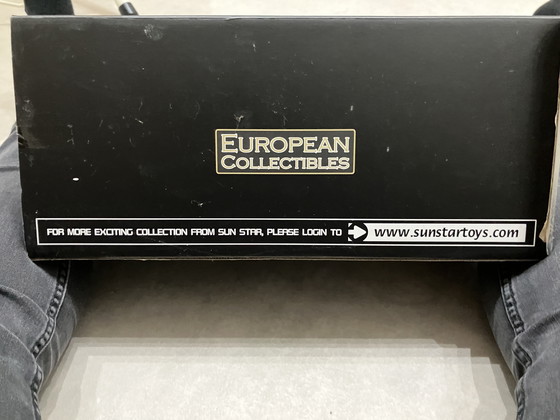 EUROPEAN
COLLECTIBLES
FOR MORE EXCITING COLLECTION FROM SUN STAR, PLEASE LOGIN TO www.sunstartoys.com